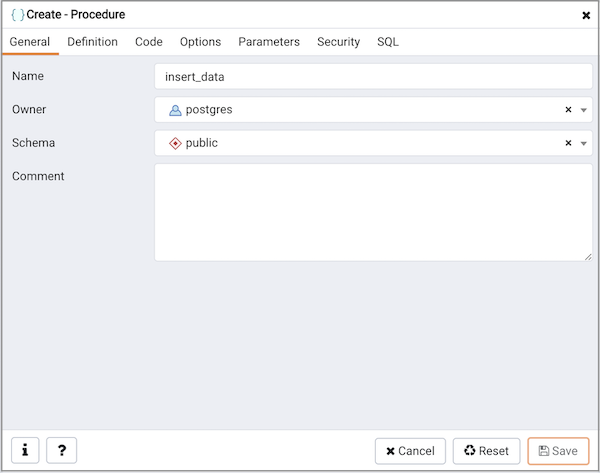 Create - Procedure
General Definition Code Options Parameters Security SQL
Name insert_data
Owner postgres
Schema public
Comment
i ? Cancel Reset Save